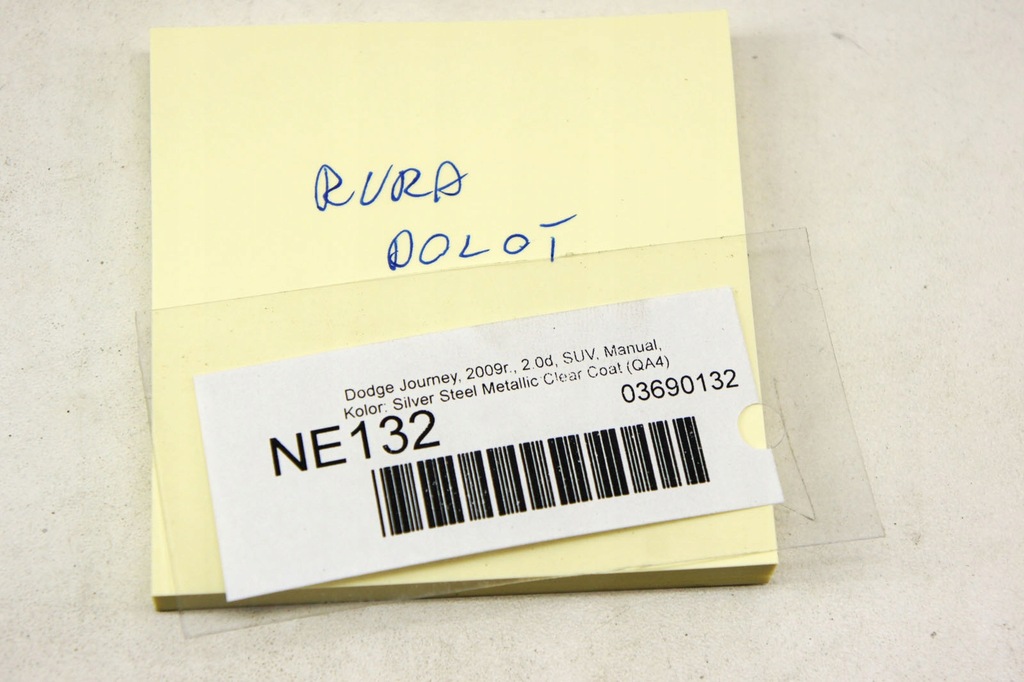 RURA
DOLOT
Dodge Journey, 2009r., 2.0d, SUV, Manual,
Kolor: Silver Steel Metallic Clear Coat (QA4)
03690132
NE132